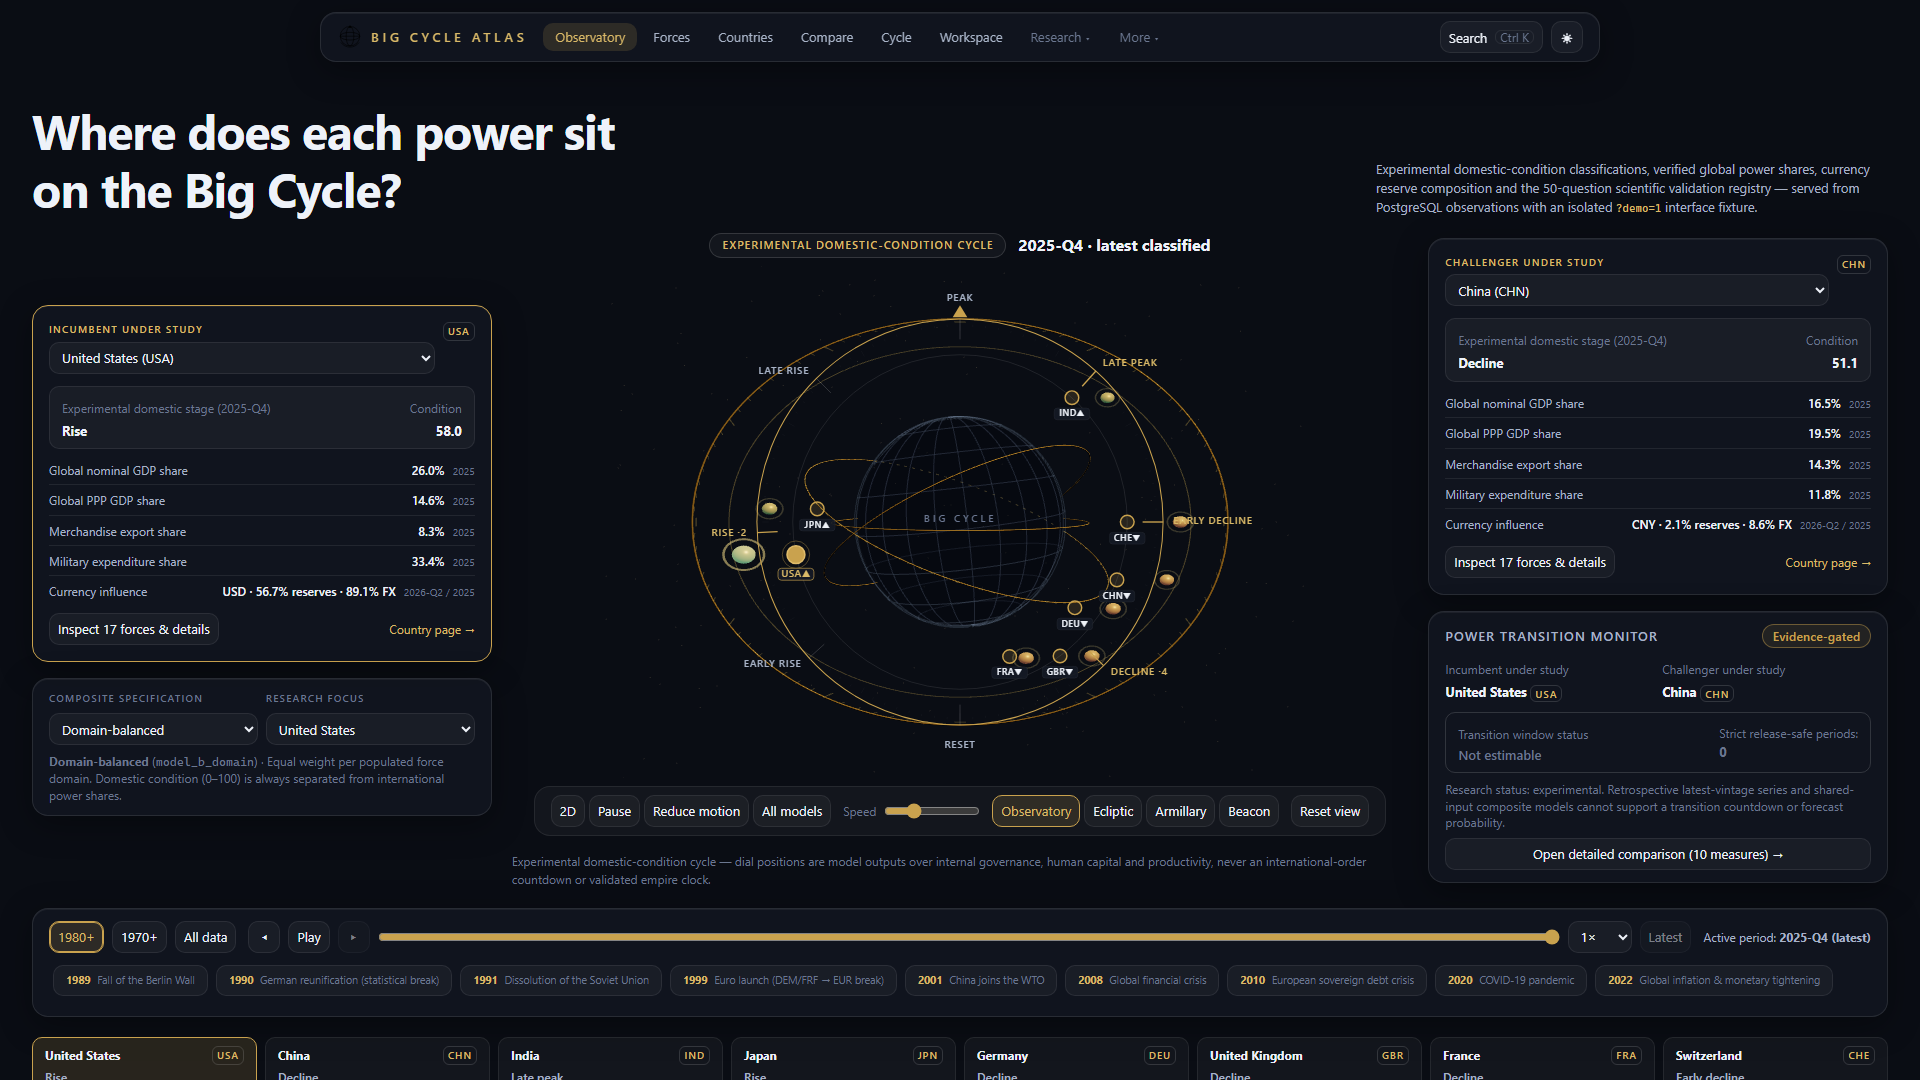 BIG CYCLE ATLAS
Observatory
Forces
Countries
Compare
Cycle
Workspace
Research
More
Search Ctrl K
Where does each power sit
on the Big Cycle?
Experimental domestic-condition classifications, verified global power shares, currency
reserve composition and the 50-question scientific validation registry — served from
PostgreSQL observations with an isolated ?demo=1 interface fixture.
EXPERIMENTAL DOMESTIC-CONDITION CYCLE
2025-Q4 · latest classified
INCUMBENT UNDER STUDY
USA
United States (USA)
Experimental domestic stage (2025-Q4) Condition
Rise 58.0
Global nominal GDP share 26.0% 2025
Global PPP GDP share 14.6% 2025
Merchandise export share 8.3% 2025
Military expenditure share 33.4% 2025
Currency influence USD · 56.7% reserves · 89.1% FX 2026-Q2 / 2025
Inspect 17 forces & details
Country page →
COMPOSITE SPECIFICATION
RESEARCH FOCUS
Domain-balanced
United States
Domain-balanced (model_b_domain) · Equal weight per populated force
domain. Domestic condition (0–100) is always separated from international
power shares.
PEAK
LATE PEAK
LATE RISE
IND▲
BIG CYCLE
JPN▲
RISE ·2
USA▲
EARLY DECLINE
CHE▼
CHN▼
DEU▼
FRA▼
GBR▼
EARLY RISE
DECLINE ·4
RESET
2D
Pause
Reduce motion
All models
Speed
Observatory
Ecliptic
Armillary
Beacon
Reset view
Experimental domestic-condition cycle — dial positions are model outputs over internal governance, human capital and productivity, never an international-order
countdown or validated empire clock.
CHALLENGER UNDER STUDY
CHN
China (CHN)
Experimental domestic stage (2025-Q4) Condition
Decline 51.1
Global nominal GDP share 16.5% 2025
Global PPP GDP share 19.5% 2025
Merchandise export share 14.3% 2025
Military expenditure share 11.8% 2025
Currency influence CNY · 2.1% reserves · 8.6% FX 2026-Q2 / 2025
Inspect 17 forces & details
Country page →
POWER TRANSITION MONITOR
Evidence-gated
Incumbent under study
Challenger under study
United States USA
China CHN
Transition window status
Strict release-safe periods:
Not estimable
0
Research status: experimental. Retrospective latest-vintage series and shared-
input composite models cannot support a transition countdown or forecast
probability.
Open detailed comparison (10 measures) →
1980+
1970+
All data
Play
1×
Latest
Active period: 2025-Q4 (latest)
1989 Fall of the Berlin Wall
1990 German reunification (statistical break)
1991 Dissolution of the Soviet Union
1999 Euro launch (DEM/FRF → EUR break)
2001 China joins the WTO
2008 Global financial crisis
2010 European sovereign debt crisis
2020 COVID-19 pandemic
2022 Global inflation & monetary tightening
United States USA
Rise
China CHN
Decline
India IND
Late peak
Japan JPN
Rise
Germany DEU
Decline
United Kingdom GBR
Decline
France FRA
Decline
Switzerland CHE
Early decline